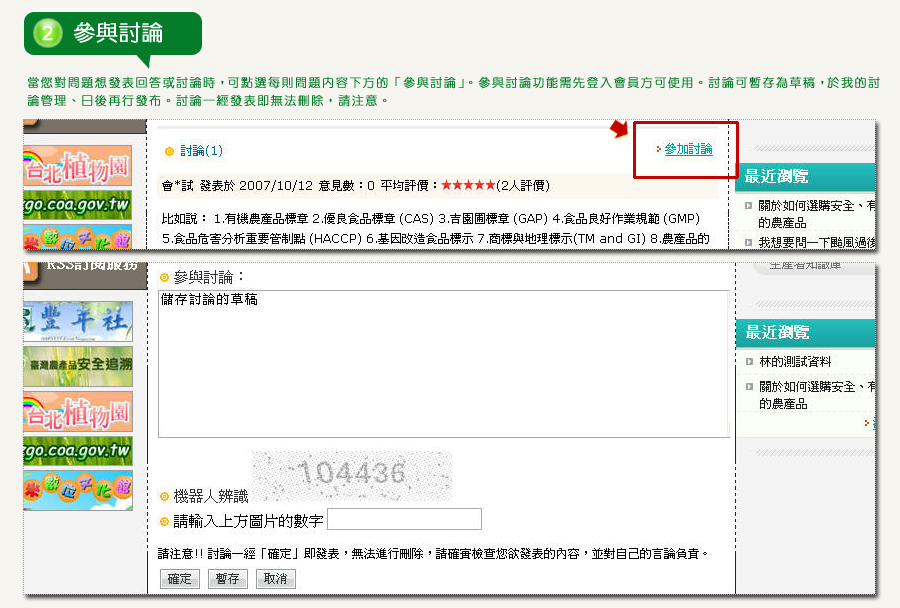 2 參與討論
當您對問題想發表回答或討論時，可點選每則問題內容下方的「參與討論」。參與討論功能需先登入會員方可使用。討論可暫存為草稿，於我的討
論管理、日後再行發布。討論一經發表即無法刪除，請注意。
討論(1)
參加討論
會*試 發表於 2007/10/12 意見數：0 平均評價：★★★★★(2人評價)
比如說： 1.有機農產品標章 2.優良食品標章 (CAS) 3.吉園圃標章 (GAP) 4.食品良好作業規範 (GMP)
5.食品危害分析重要管制點 (HACCP) 6.基因改造食品標示 7.商標與地理標示(TM and GI) 8.農產品的
台北植物園
go.coa.gov.tw
最近瀏覽
關於如何選購安全、有
的農產品
我想要問一下颱風過後
RSS訂閱服務
豐年社
臺灣農產品安全追溯
台北植物園
go.coa.gov.tw
參與討論：
儲存討論的草稿
機器人辨識
104436
請輸入上方圖片的數字
請注意!! 討論一經「確定」即發表，無法進行刪除，請確實檢查您欲發表的內容，並對自己的言論負責。
確定 暫存 取消
生產者知識庫
最近瀏覽
林的測試資料
關於如何選購安全、有
的農產品